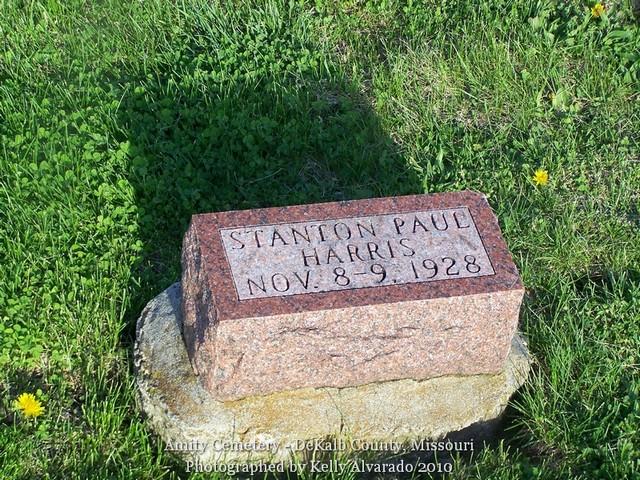 STANTON PAUL
HARRIS
NOV. 8-9, 1928
Amity Cemetery - DeKalb County, Missouri
Photographed by Kelly Alvarado 2010